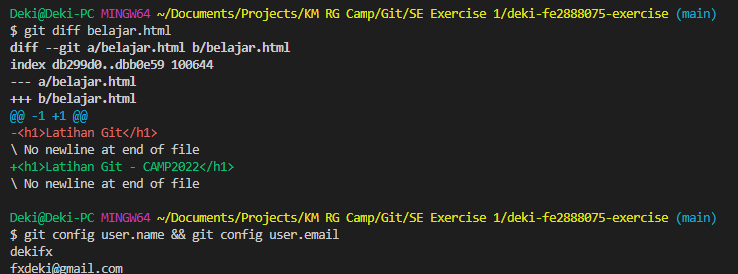 Deki@Deki-PC MINGW64 ~/Documents/Projects/KM RG Camp/Git/SE Exercise 1/deki-fe2888075-exercise (main)
$ git diff belajar.html
diff --git a/belajar.html b/belajar.html
index db299d0..dbb0e59 100644
--- a/belajar.html
+++ b/belajar.html
@@ -1 +1 @@
-<h1>Latihan Git</h1>
\ No newline at end of file
+<h1>Latihan Git - CAMP2022</h1>
\ No newline at end of file
Deki@Deki-PC MINGW64 ~/Documents/Projects/KM RG Camp/Git/SE Exercise 1/deki-fe2888075-exercise (main)
$ git config user.name && git config user.email
dekifx
fxdeki@gmail.com